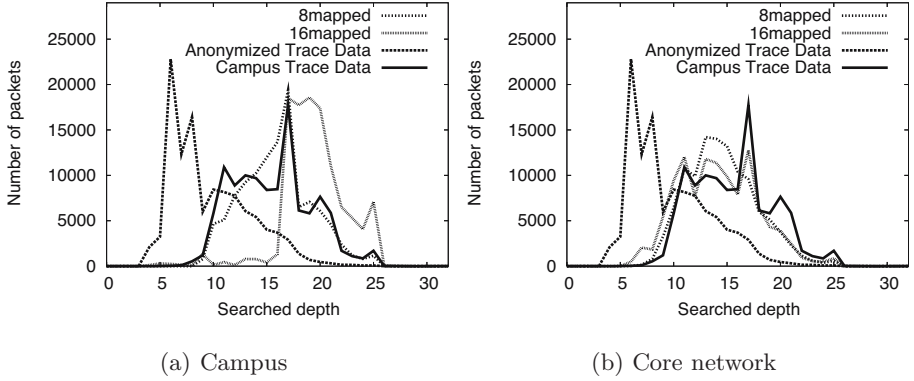 8mapped
16mapped
Anonymized Trace Data
Campus Trace Data
Number of packets
25000
20000
15000
10000
5000
0
0 5 10 15 20 25 30
Searched depth
(a) Campus
8mapped
16mapped
Anonymized Trace Data
Campus Trace Data
Number of packets
25000
20000
15000
10000
5000
0
0 5 10 15 20 25 30
Searched depth
(b) Core network